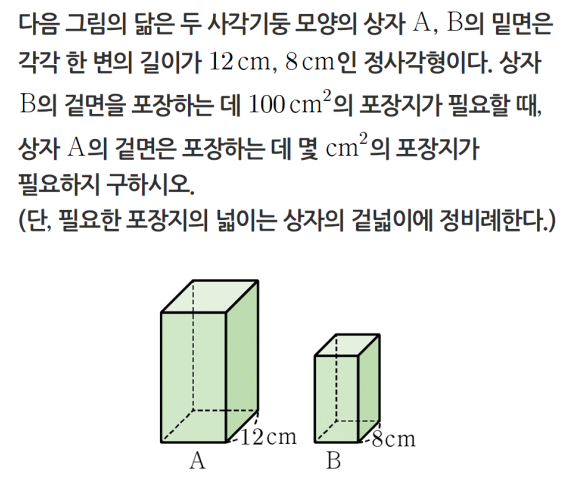 다음 그림의 닮은 두 사각기둥 모양의 상자 A, B의 밑면은
각각 한 변의 길이가 12 cm, 8 cm인 정사각형이다. 상자
B의 겉면을 포장하는 데 100 cm²의 포장지가 필요할 때,
상자 A의 겉면은 포장하는 데 몇 cm²의 포장지가
필요하지 구하시오.
(단, 필요한 포장지의 넓이는 상자의 겉넓이에 정비례한다.)
12cm 8cm
A B